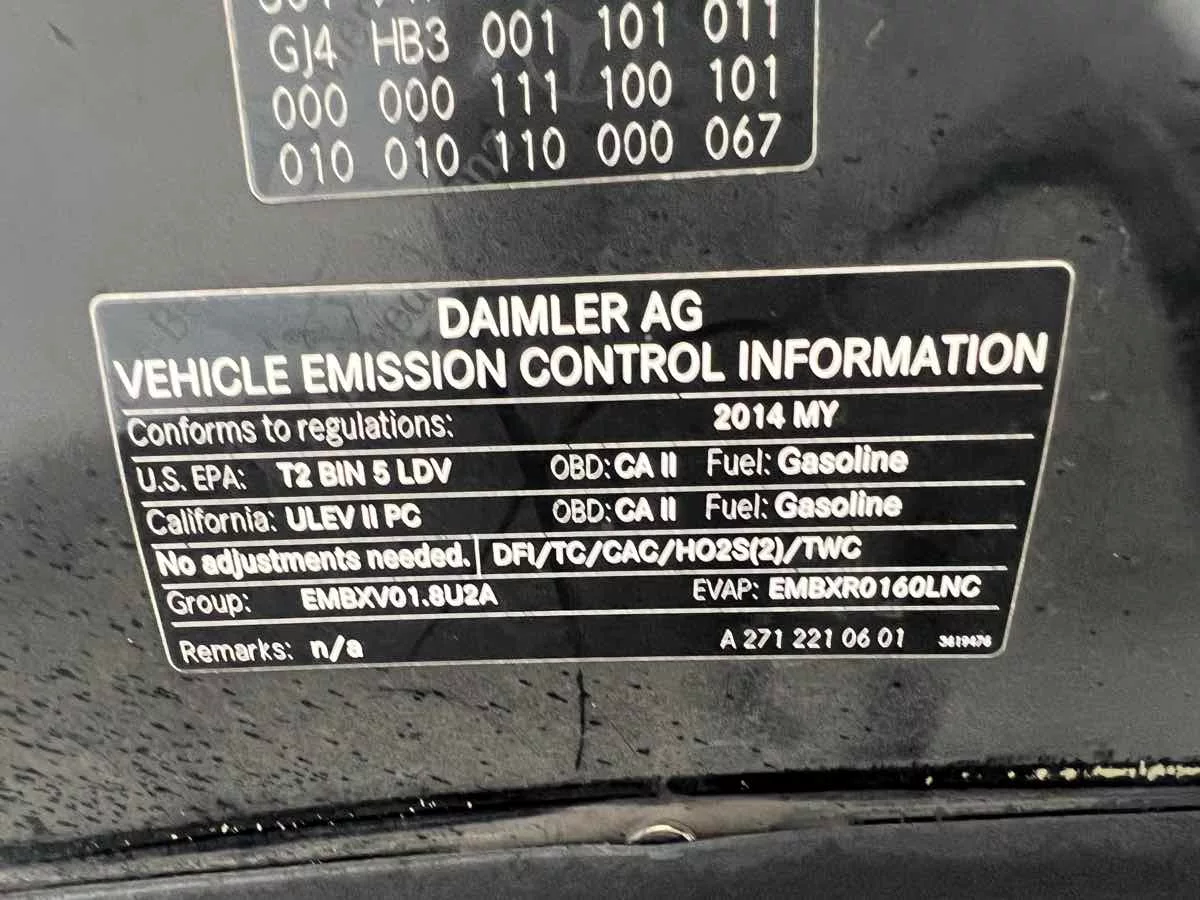 GJ4 HB3 001 101 011
000 000 111 100 101
010 010 110 000 067
DAIMLER AG
VEHICLE EMISSION CONTROL INFORMATION
Conforms to regulations: 2014 MY
U.S. EPA: T2 BIN 5 LDV OBD: CA II Fuel: Gasoline
California: ULEV II PC OBD: CA II Fuel: Gasoline
No adjustments needed. DFI/TC/CAC/HO2S(2)/TWC
Group: EMBXV01.8U2A EVAP: EMBXR0160LNC
Remarks: n/a A 271 221 06 01 3619476